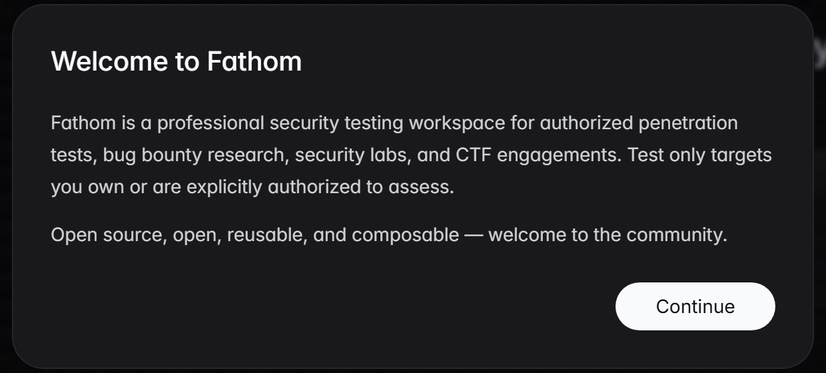 Welcome to Fathom
Fathom is a professional security testing workspace for authorized penetration
tests, bug bounty research, security labs, and CTF engagements. Test only targets
you own or are explicitly authorized to assess.
Open source, open, reusable, and composable — welcome to the community.
Continue